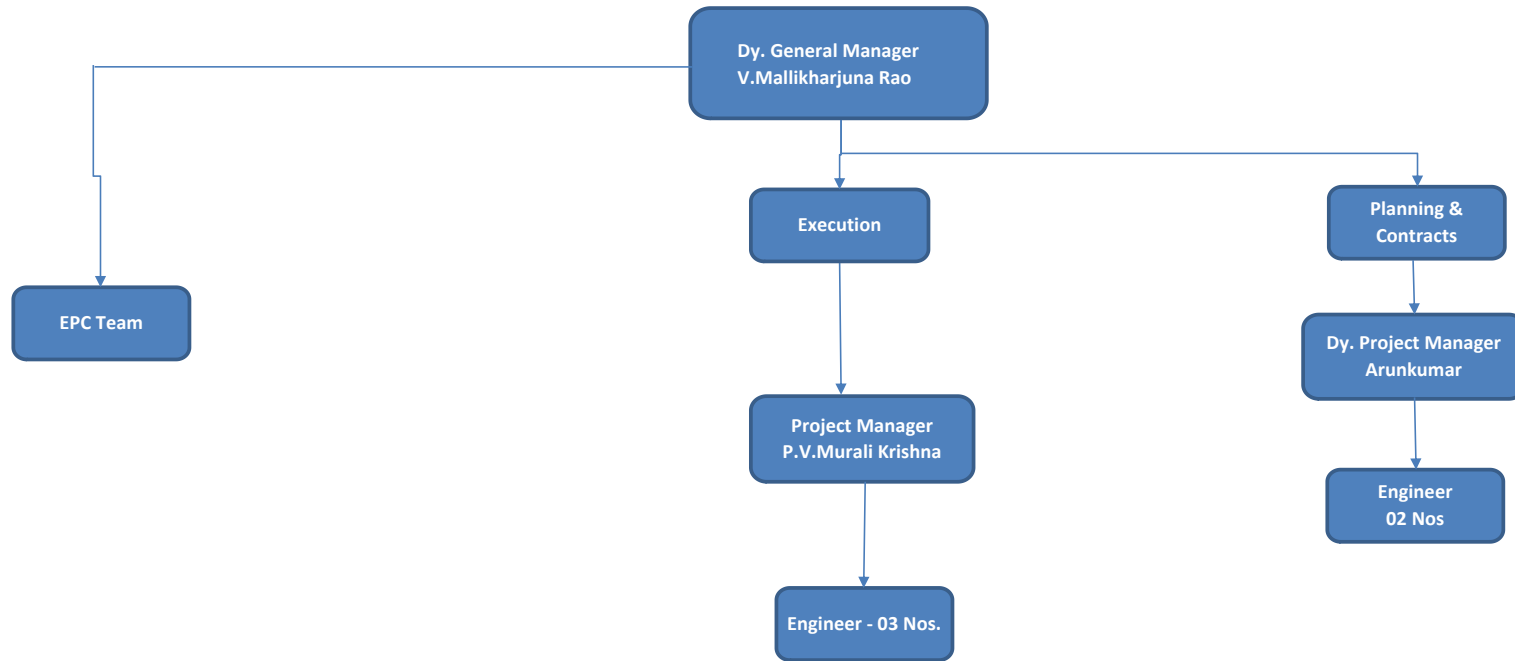 Dy. General Manager
V.Mallikharjuna Rao
Execution
Planning &
Contracts
EPC Team
Dy. Project Manager
Arunkumar
Project Manager
P.V.Murali Krishna
Engineer
02 Nos
Engineer - 03 Nos.